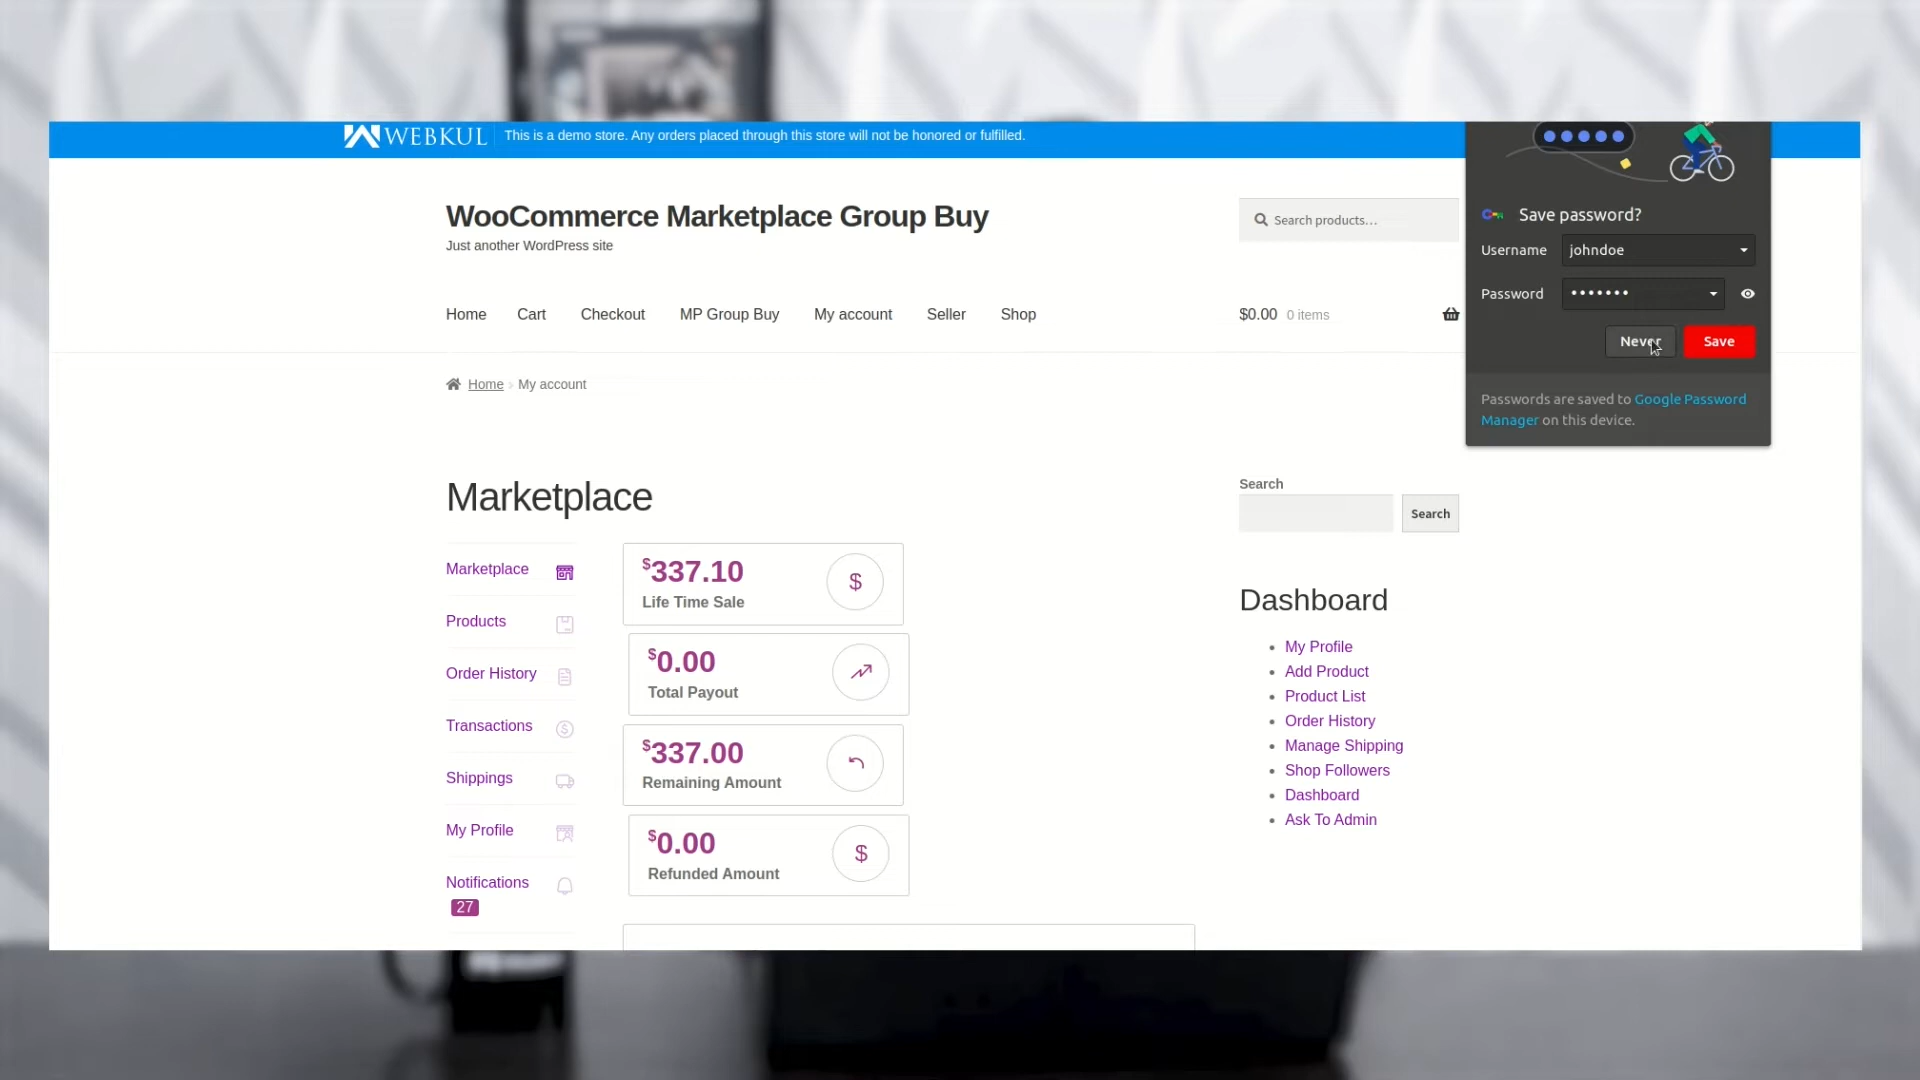 WEBKUL This is a demo store. Any orders placed through this store will not be honored or fulfilled.
WooCommerce Marketplace Group Buy
Just another WordPress site
Search products…
Home Cart Checkout MP Group Buy My account Seller Shop
$0.00 0 items
Save password?
Username johndoe
Password •••••••
Never Save
Passwords are saved to Google Password
Manager on this device.
Home › My account
Marketplace
Marketplace
Products
Order History
Transactions
Shippings
My Profile
Notifications
27
$337.10
Life Time Sale
$
$0.00
Total Payout
$337.00
Remaining Amount
$0.00
Refunded Amount
$
Search
Search
Dashboard
• My Profile
• Add Product
• Product List
• Order History
• Manage Shipping
• Shop Followers
• Dashboard
• Ask To Admin